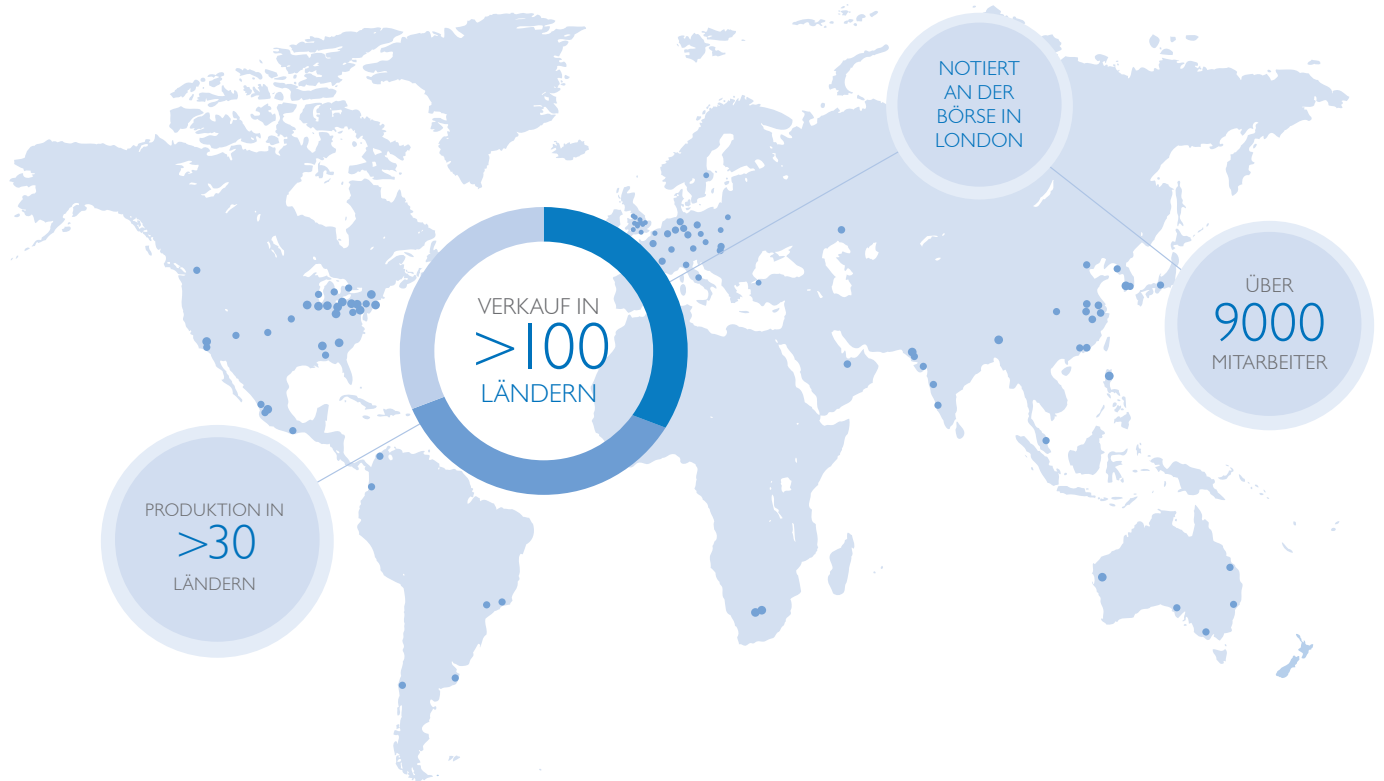 NOTIERT
AN DER
BÖRSE IN
LONDON
VERKAUF IN
>100
LÄNDERN
ÜBER
9000
MITARBEITER
PRODUKTION IN
>30
LÄNDERN